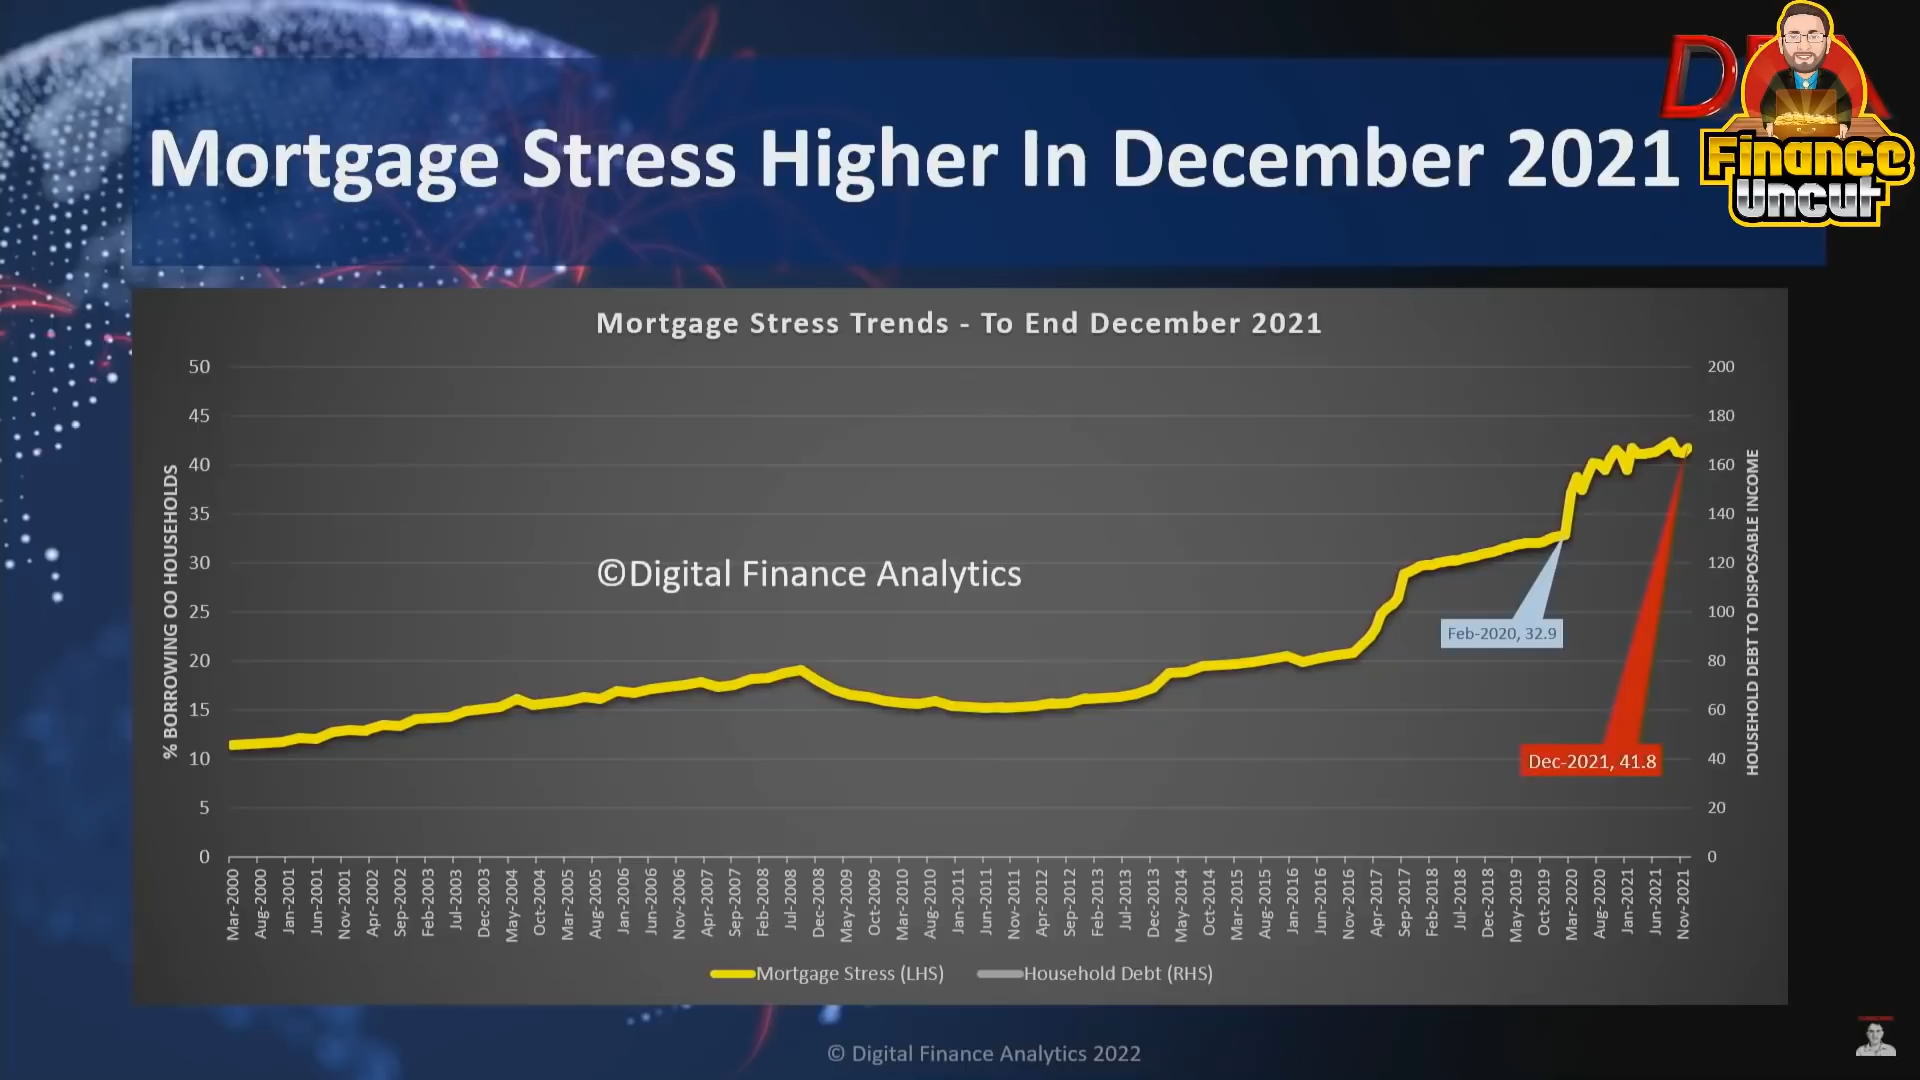 Mortgage Stress Higher In December 2021
Finance
Uncut
Mortgage Stress Trends - To End December 2021
% BORROWING OO HOUSEHOLDS
50
45
40
35
30
25
20
15
10
5
0
©Digital Finance Analytics
Feb-2020, 32.9
Dec-2021, 41.8
200
180
160
140
120
100
80
60
40
20
0
HOUSEHOLD DEBT TO DISPOSABLE INCOME
Mar-2000
Aug-2000
Jan-2001
Jun-2001
Nov-2001
Apr-2002
Sep-2002
Feb-2003
Jul-2003
Dec-2003
May-2004
Oct-2004
Mar-2005
Aug-2005
Jan-2006
Jun-2006
Nov-2006
Apr-2007
Sep-2007
Feb-2008
Jul-2008
Dec-2008
May-2009
Oct-2009
Mar-2010
Aug-2010
Jan-2011
Jun-2011
Nov-2011
Apr-2012
Sep-2012
Feb-2013
Jul-2013
Dec-2013
May-2014
Oct-2014
Mar-2015
Aug-2015
Jan-2016
Jun-2016
Nov-2016
Apr-2017
Sep-2017
Feb-2018
Jul-2018
Dec-2018
May-2019
Oct-2019
Mar-2020
Aug-2020
Jan-2021
Jun-2021
Nov-2021
Mortgage Stress (LHS)
Household Debt (RHS)
© Digital Finance Analytics 2022